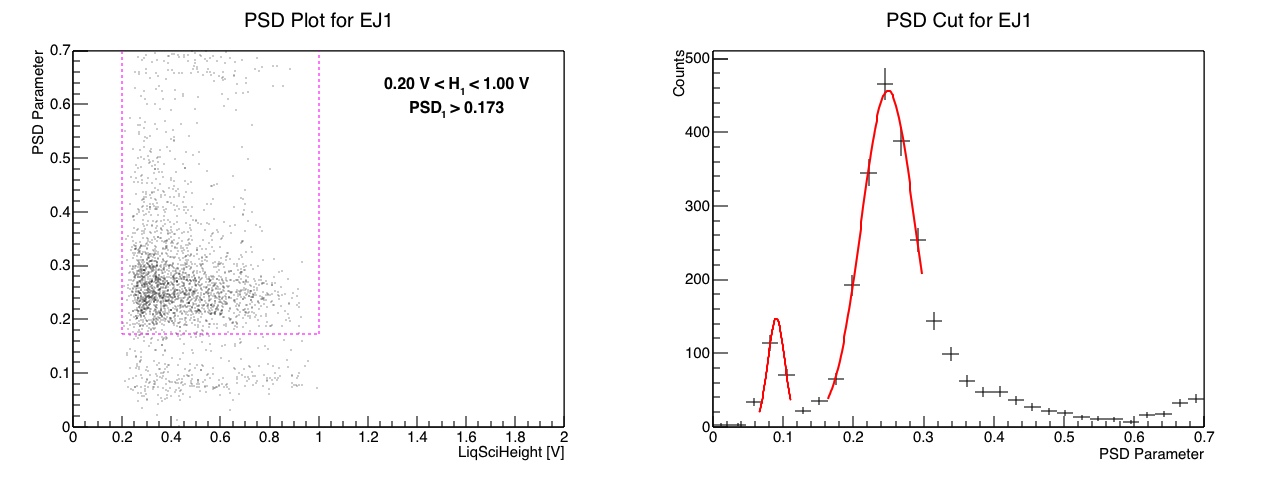 PSD Plot for EJ1
PSD Parameter
0.7
0.6
0.5
0.4
0.3
0.2
0.1
0
0.20 V < H1 < 1.00 V
PSD1 > 0.173
0 0.2 0.4 0.6 0.8 1 1.2 1.4 1.6 1.8 2
LiqSciHeight [V]
PSD Cut for EJ1
Counts
500
400
300
200
100
0
0 0.1 0.2 0.3 0.4 0.5 0.6 0.7
PSD Parameter